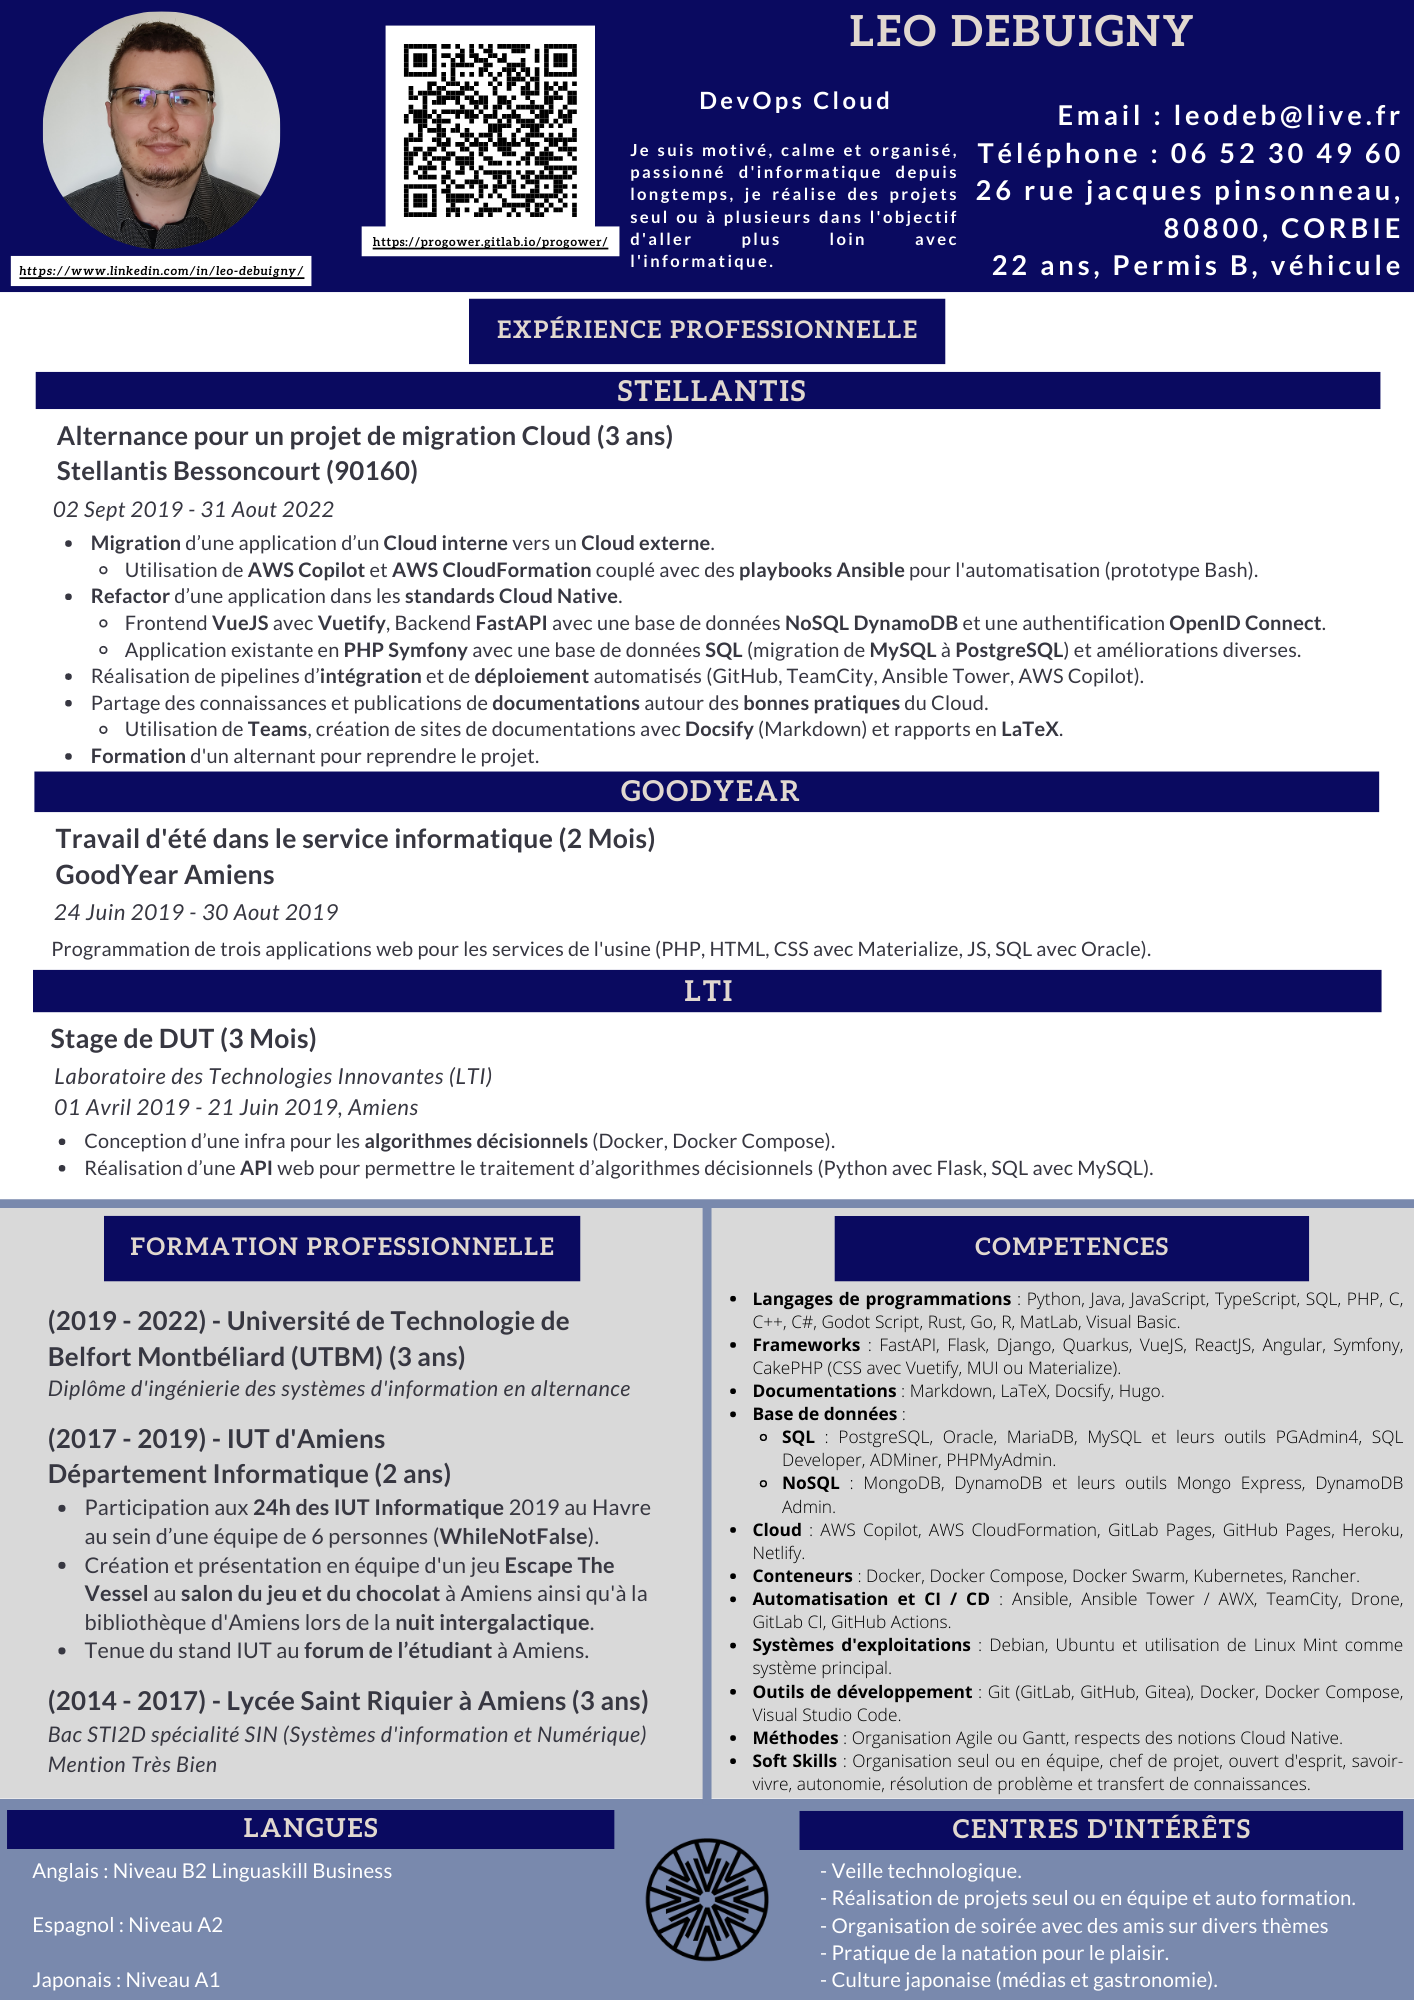 LEO DEBUIGNY
DevOps Cloud
Je suis motivé, calme et organisé,
passionné d'informatique depuis
longtemps, je réalise des projets
seul ou à plusieurs dans l'objectif
d'aller plus loin avec
l'informatique.
Email : leodeb@live.fr
Téléphone : 06 52 30 49 60
26 rue jacques pinsonneau,
80800, CORBIE
22 ans, Permis B, véhicule
https://progower.gitlab.io/progower/
https://www.linkedin.com/in/leo-debuigny/
EXPÉRIENCE PROFESSIONNELLE
STELLANTIS
Alternance pour un projet de migration Cloud (3 ans)
Stellantis Bessoncourt (90160)
02 Sept 2019 - 31 Aout 2022
• Migration d’une application d’un Cloud interne vers un Cloud externe.
◦ Utilisation de AWS Copilot et AWS CloudFormation couplé avec des playbooks Ansible pour l'automatisation (prototype Bash).
• Refactor d’une application dans les standards Cloud Native.
◦ Frontend VueJS avec Vuetify, Backend FastAPI avec une base de données NoSQL DynamoDB et une authentification OpenID Connect.
◦ Application existante en PHP Symfony avec une base de données SQL (migration de MySQL à PostgreSQL) et améliorations diverses.
• Réalisation de pipelines d’intégration et de déploiement automatisés (GitHub, TeamCity, Ansible Tower, AWS Copilot).
• Partage des connaissances et publications de documentations autour des bonnes pratiques du Cloud.
◦ Utilisation de Teams, création de sites de documentations avec Docsify (Markdown) et rapports en LaTeX.
• Formation d'un alternant pour reprendre le projet.
GOODYEAR
Travail d'été dans le service informatique (2 Mois)
GoodYear Amiens
24 Juin 2019 - 30 Aout 2019
Programmation de trois applications web pour les services de l'usine (PHP, HTML, CSS avec Materialize, JS, SQL avec Oracle).
LTI
Stage de DUT (3 Mois)
Laboratoire des Technologies Innovantes (LTI)
01 Avril 2019 - 21 Juin 2019, Amiens
• Conception d’une infra pour les algorithmes décisionnels (Docker, Docker Compose).
• Réalisation d’une API web pour permettre le traitement d’algorithmes décisionnels (Python avec Flask, SQL avec MySQL).
FORMATION PROFESSIONNELLE
(2019 - 2022) - Université de Technologie de
Belfort Montbéliard (UTBM) (3 ans)
Diplôme d'ingénierie des systèmes d'information en alternance
(2017 - 2019) - IUT d'Amiens
Département Informatique (2 ans)
• Participation aux 24h des IUT Informatique 2019 au Havre
au sein d’une équipe de 6 personnes (WhileNotFalse).
• Création et présentation en équipe d'un jeu Escape The
Vessel au salon du jeu et du chocolat à Amiens ainsi qu'à la
bibliothèque d'Amiens lors de la nuit intergalactique.
• Tenue du stand IUT au forum de l’étudiant à Amiens.
(2014 - 2017) - Lycée Saint Riquier à Amiens (3 ans)
Bac STI2D spécialité SIN (Systèmes d'information et Numérique)
Mention Très Bien
COMPETENCES
• Langages de programmations : Python, Java, JavaScript, TypeScript, SQL, PHP, C,
C++, C#, Godot Script, Rust, Go, R, MatLab, Visual Basic.
• Frameworks : FastAPI, Flask, Django, Quarkus, VueJS, ReactJS, Angular, Symfony,
CakePHP (CSS avec Vuetify, MUI ou Materialize).
• Documentations : Markdown, LaTeX, Docsify, Hugo.
• Base de données :
◦ SQL : PostgreSQL, Oracle, MariaDB, MySQL et leurs outils PGAdmin4, SQL
Developer, ADMiner, PHPMyAdmin.
◦ NoSQL : MongoDB, DynamoDB et leurs outils Mongo Express, DynamoDB
Admin.
• Cloud : AWS Copilot, AWS CloudFormation, GitLab Pages, GitHub Pages, Heroku,
Netlify.
• Conteneurs : Docker, Docker Compose, Docker Swarm, Kubernetes, Rancher.
• Automatisation et CI / CD : Ansible, Ansible Tower / AWX, TeamCity, Drone,
GitLab CI, GitHub Actions.
• Systèmes d'exploitations : Debian, Ubuntu et utilisation de Linux Mint comme
système principal.
• Outils de développement : Git (GitLab, GitHub, Gitea), Docker, Docker Compose,
Visual Studio Code.
• Méthodes : Organisation Agile ou Gantt, respects des notions Cloud Native.
• Soft Skills : Organisation seul ou en équipe, chef de projet, ouvert d'esprit, savoir-
vivre, autonomie, résolution de problème et transfert de connaissances.
LANGUES
Anglais : Niveau B2 Linguaskill Business
Espagnol : Niveau A2
Japonais : Niveau A1
CENTRES D'INTÉRÊTS
- Veille technologique.
- Réalisation de projets seul ou en équipe et auto formation.
- Organisation de soirée avec des amis sur divers thèmes
- Pratique de la natation pour le plaisir.
- Culture japonaise (médias et gastronomie).